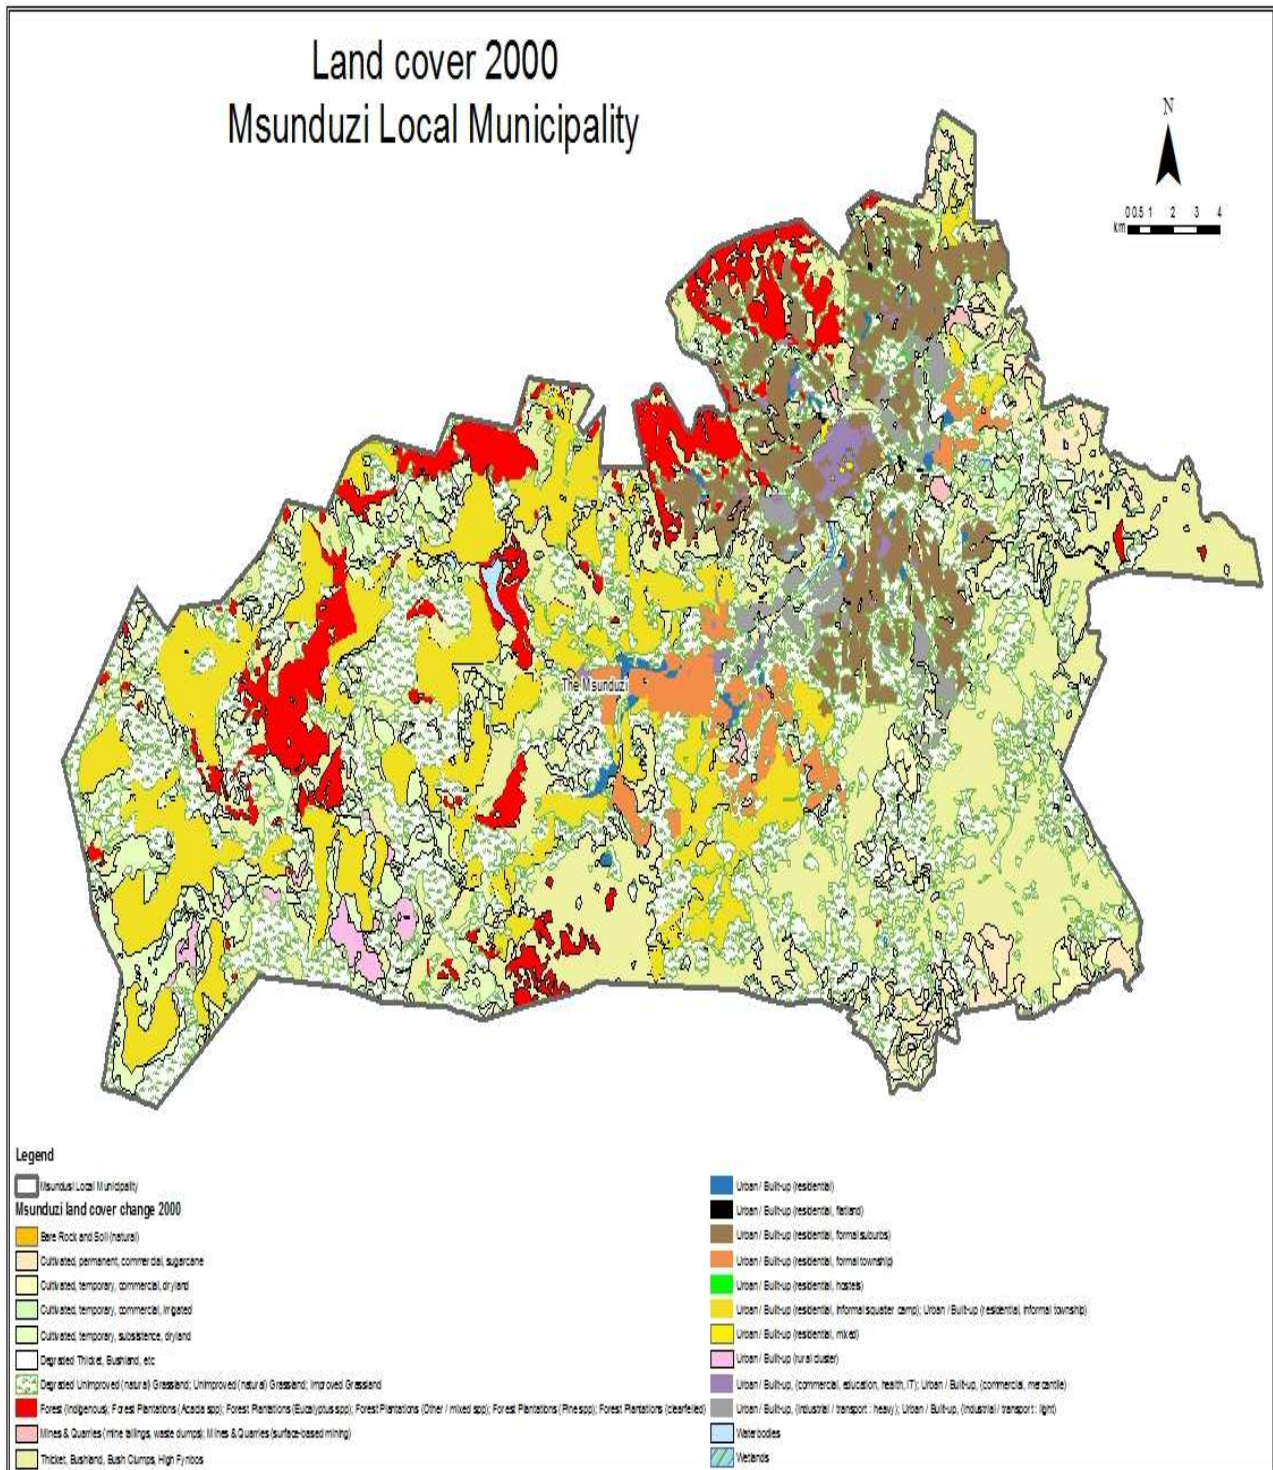 Land cover 2000
Msunduzi Local Municipality
N
0 0.5 1 2 3 4
km
The Msunduzi
Legend
Msundusi Local Municipality
Msunduzi land cover change 2000
Bare Rock and Soil (natural)
Cultivated, permanent, commercial, sugarcane
Cultivated, temporary, commercial, dryland
Cultivated, temporary, commercial, irrigated
Cultivated, temporary, subsistence, dryland
Degraded Thicket, Bushland, etc
Degraded Unimproved (natural) Grassland; Unimproved (natural) Grassland; Improved Grassland
Forest (indigenous); Forest Plantations (Acacia spp); Forest Plantations (Eucalyptus spp); Forest Plantations (Other / mixed spp); Forest Plantations (Pine spp); Forest Plantations (clearfelled)
Mines & Quarries (mine tailings, waste dumps); Mines & Quarries (surface-based mining)
Thicket, Bushland, Bush Clumps, High Fynbos
Urban / Built-up (residential)
Urban / Built-up (residential, flatland)
Urban / Built-up (residential, formal suburbs)
Urban / Built-up (residential, formal township)
Urban / Built-up (residential, hostels)
Urban / Built-up (residential, informal squater camp); Urban / Built-up (residential, informal township)
Urban / Built-up (residential, mixed)
Urban / Built-up (rural cluster)
Urban / Built-up, (commercial, education, health, IT); Urban / Built-up, (commercial, mercantile)
Urban / Built-up, (industrial / transport : heavy); Urban / Built-up, (industrial / transport : light)
Waterbodies
Wetlands